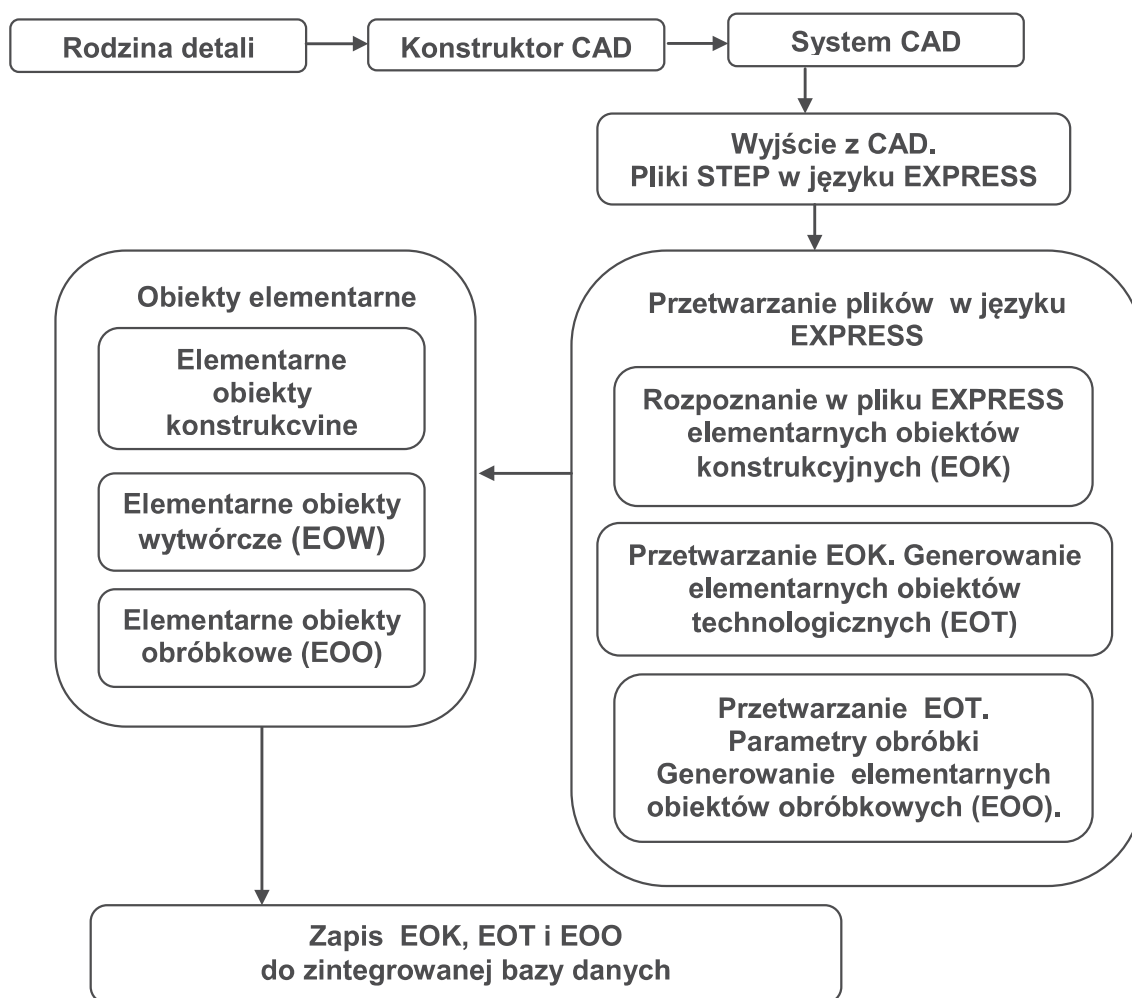 Rodzina detali
Konstruktor CAD
System CAD
Wyjście z CAD.
Pliki STEP w języku EXPRESS
Przetwarzanie plików w języku
EXPRESS
Rozpoznanie w pliku EXPRESS
elementarnych obiektów
konstrukcyjnych (EOK)
Przetwarzanie EOK. Generowanie
elementarnych obiektów
technologicznych (EOT)
Przetwarzanie EOT.
Parametry obróbki
Generowanie elementarnych
obiektów obróbkowych (EOO).
Obiekty elementarne
Elementarne
obiekty
konstrukcvine
Elementarne obiekty
wytwórcze (EOW)
Elementarne obiekty
obróbkowe (EOO)
Zapis EOK, EOT i EOO
do zintegrowanej bazy danych